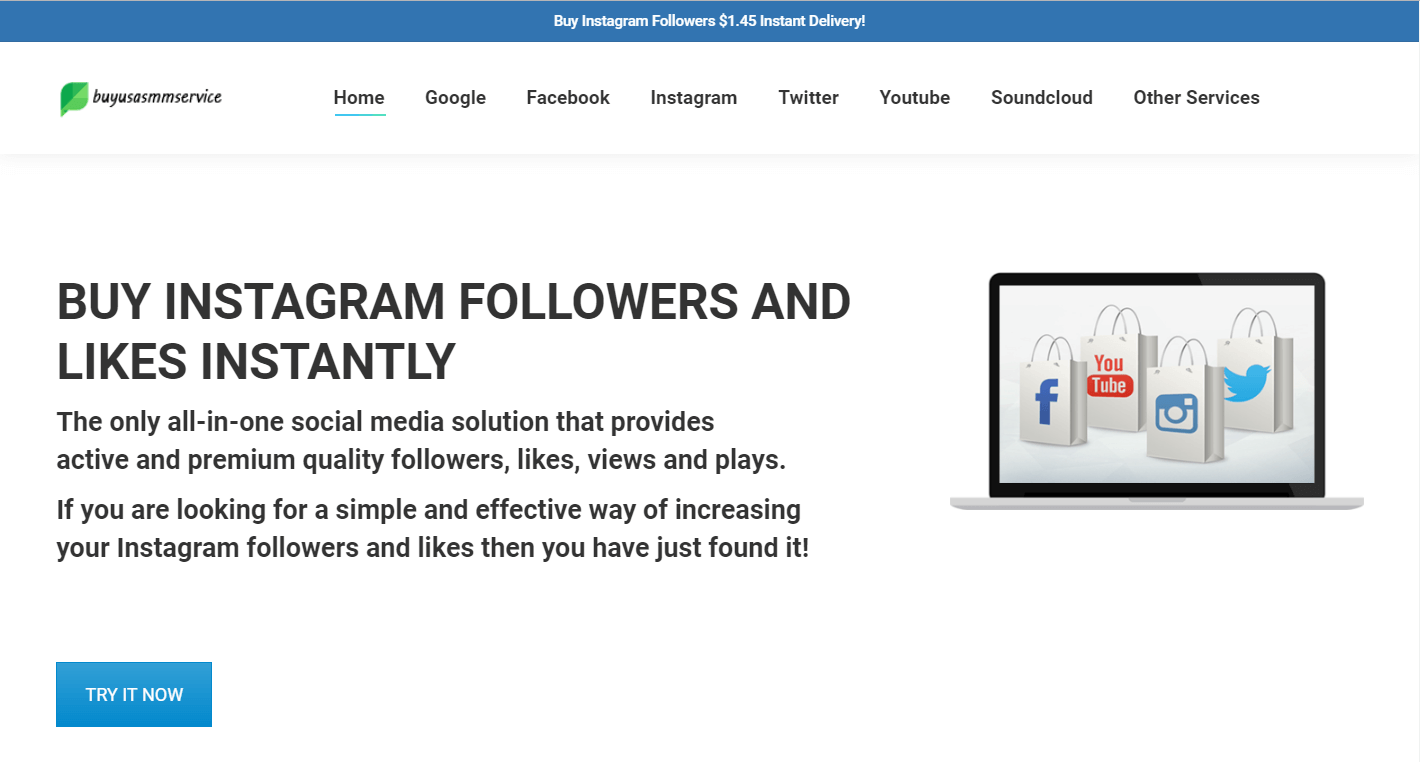 Buy Instagram Followers $1.45 Instant Delivery!
buyusasmmservice
Home Google Facebook Instagram Twitter Youtube Soundcloud Other Services
BUY INSTAGRAM FOLLOWERS AND
LIKES INSTANTLY
The only all-in-one social media solution that provides
active and premium quality followers, likes, views and plays.
If you are looking for a simple and effective way of increasing
your Instagram followers and likes then you have just found it!
f
You
Tube
TRY IT NOW